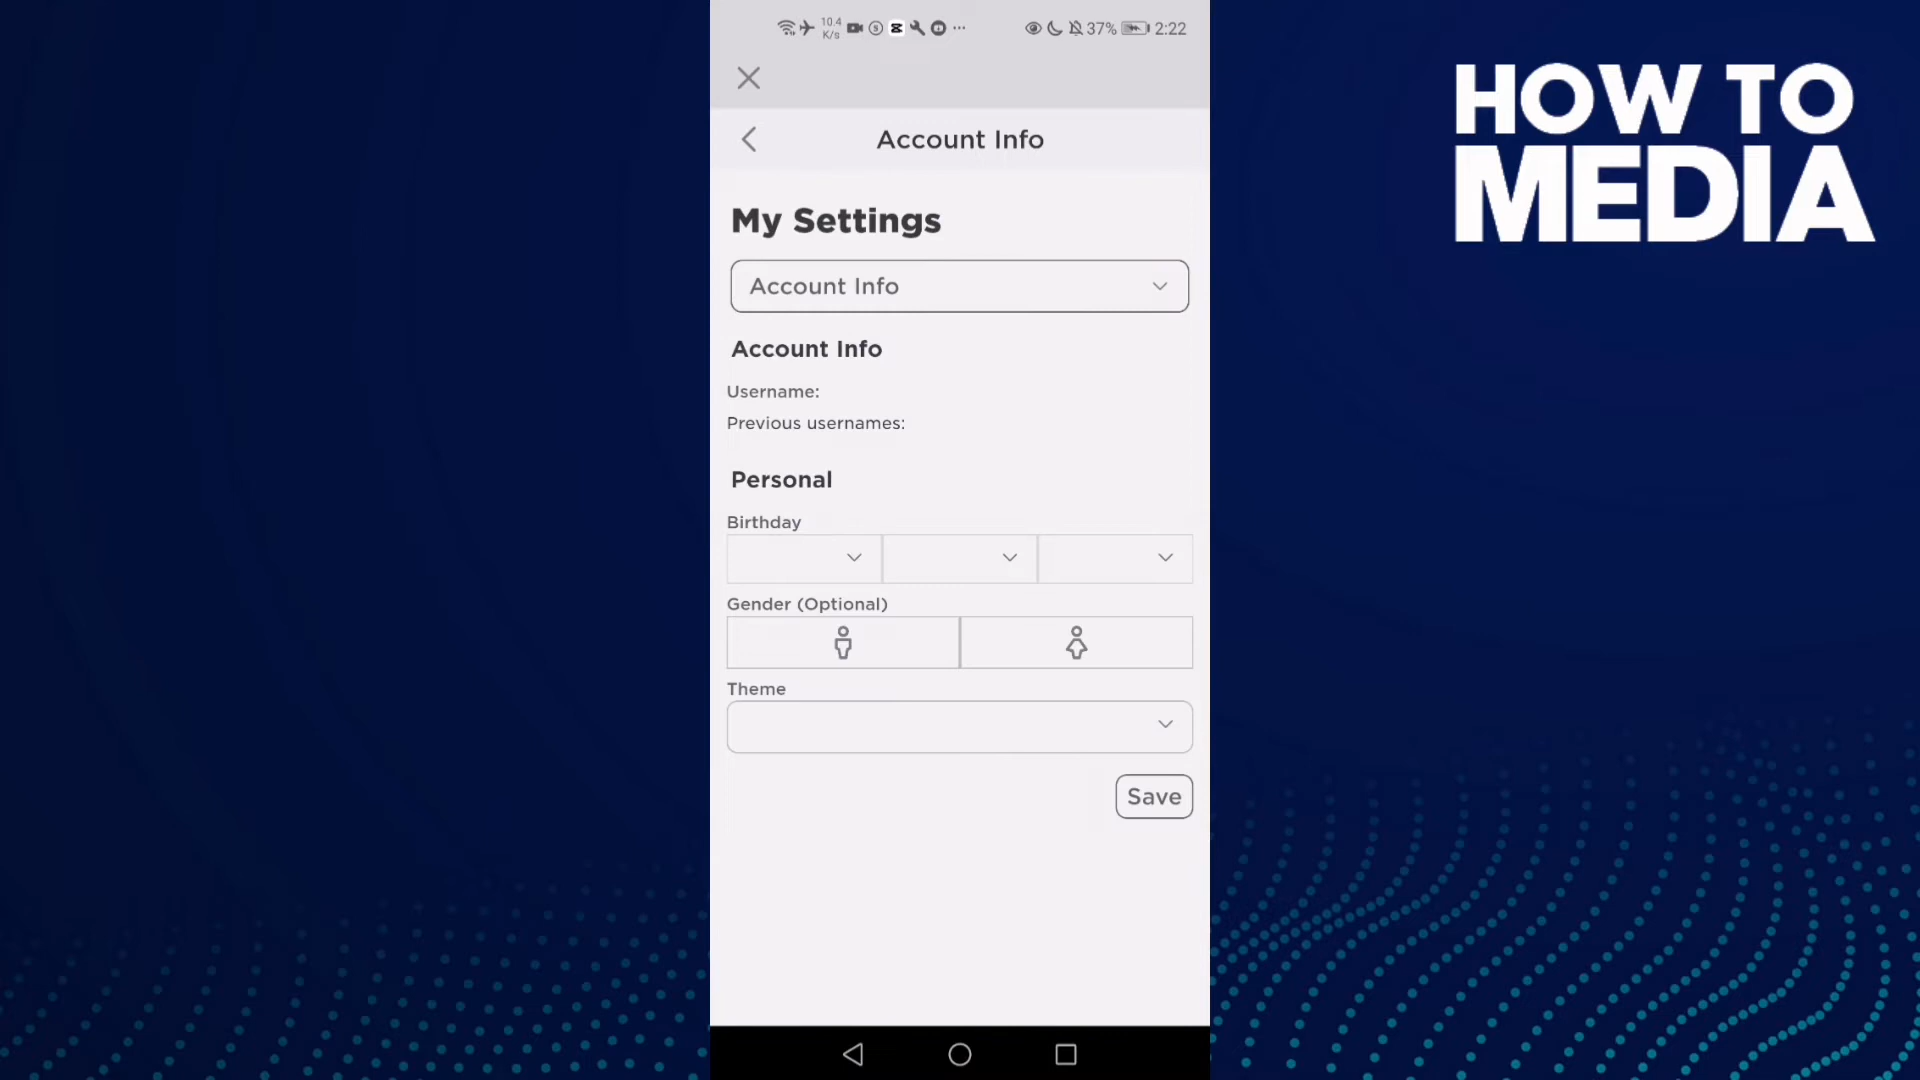 10.4
K/s
37%
2:22
HOW TO
MEDIA
Account Info
My Settings
Account Info
Account Info
Username:
Previous usernames:
Personal
Birthday
Gender (Optional)
Theme
Save